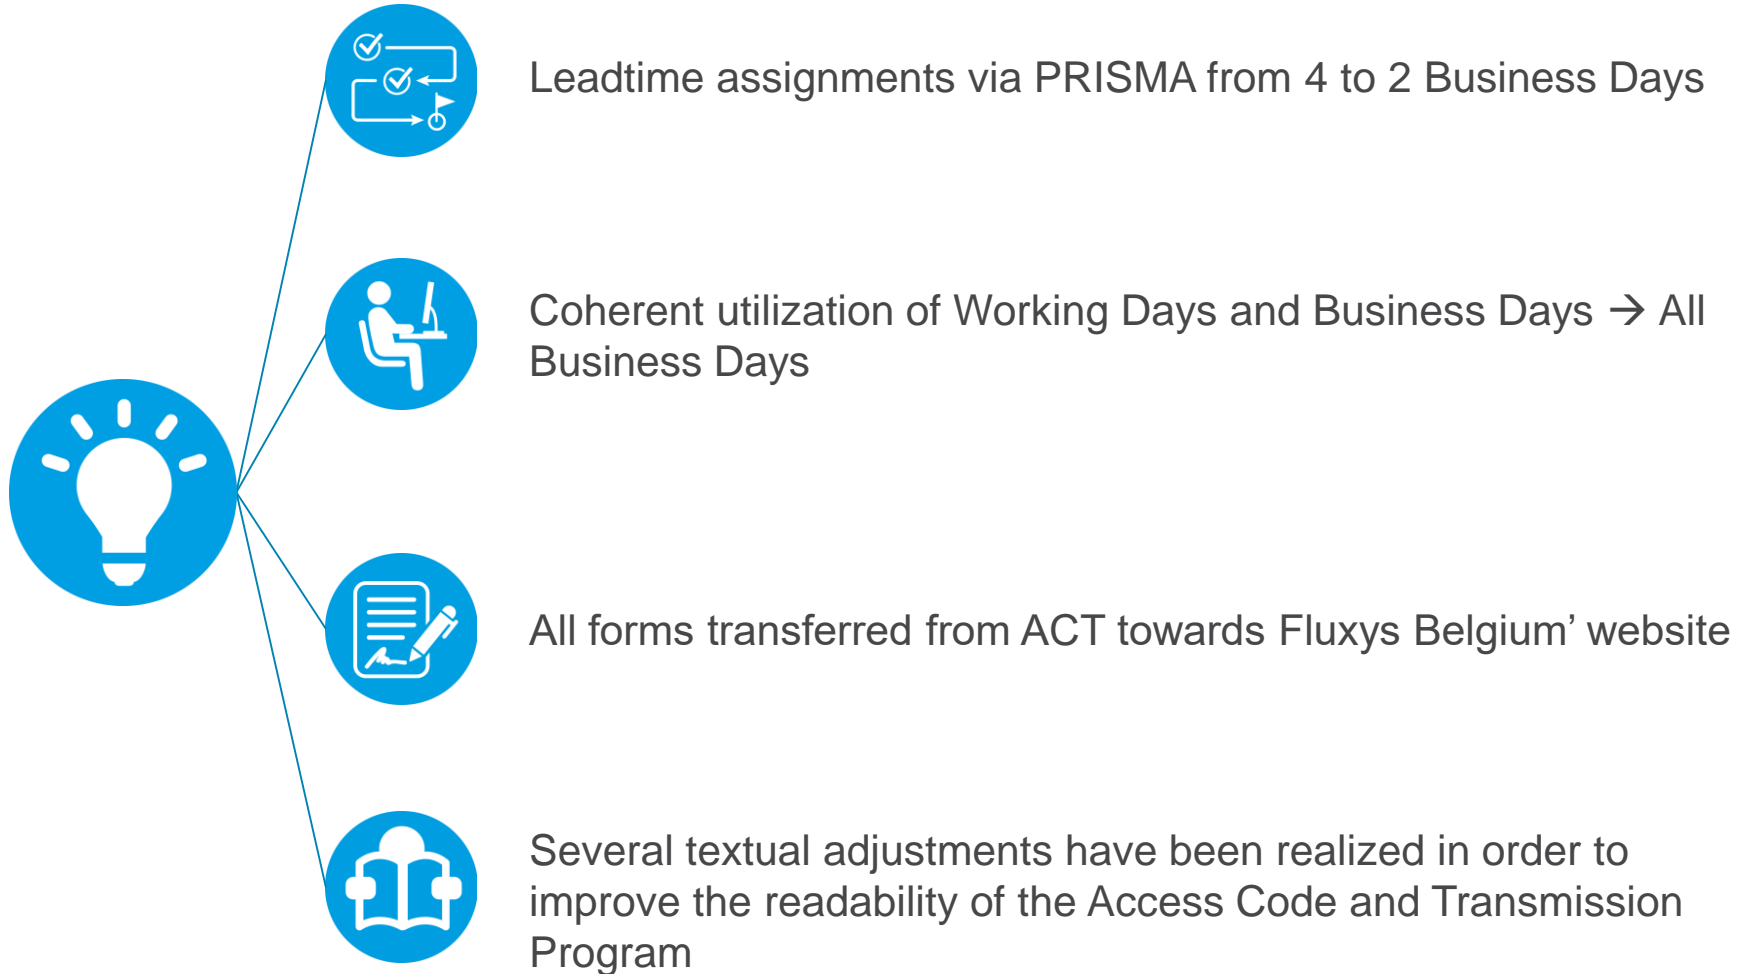 Leadtime assignments via PRISMA from 4 to 2 Business Days
Coherent utilization of Working Days and Business Days → All
Business Days
All forms transferred from ACT towards Fluxys Belgium’ website
Several textual adjustments have been realized in order to
improve the readability of the Access Code and Transmission
Program